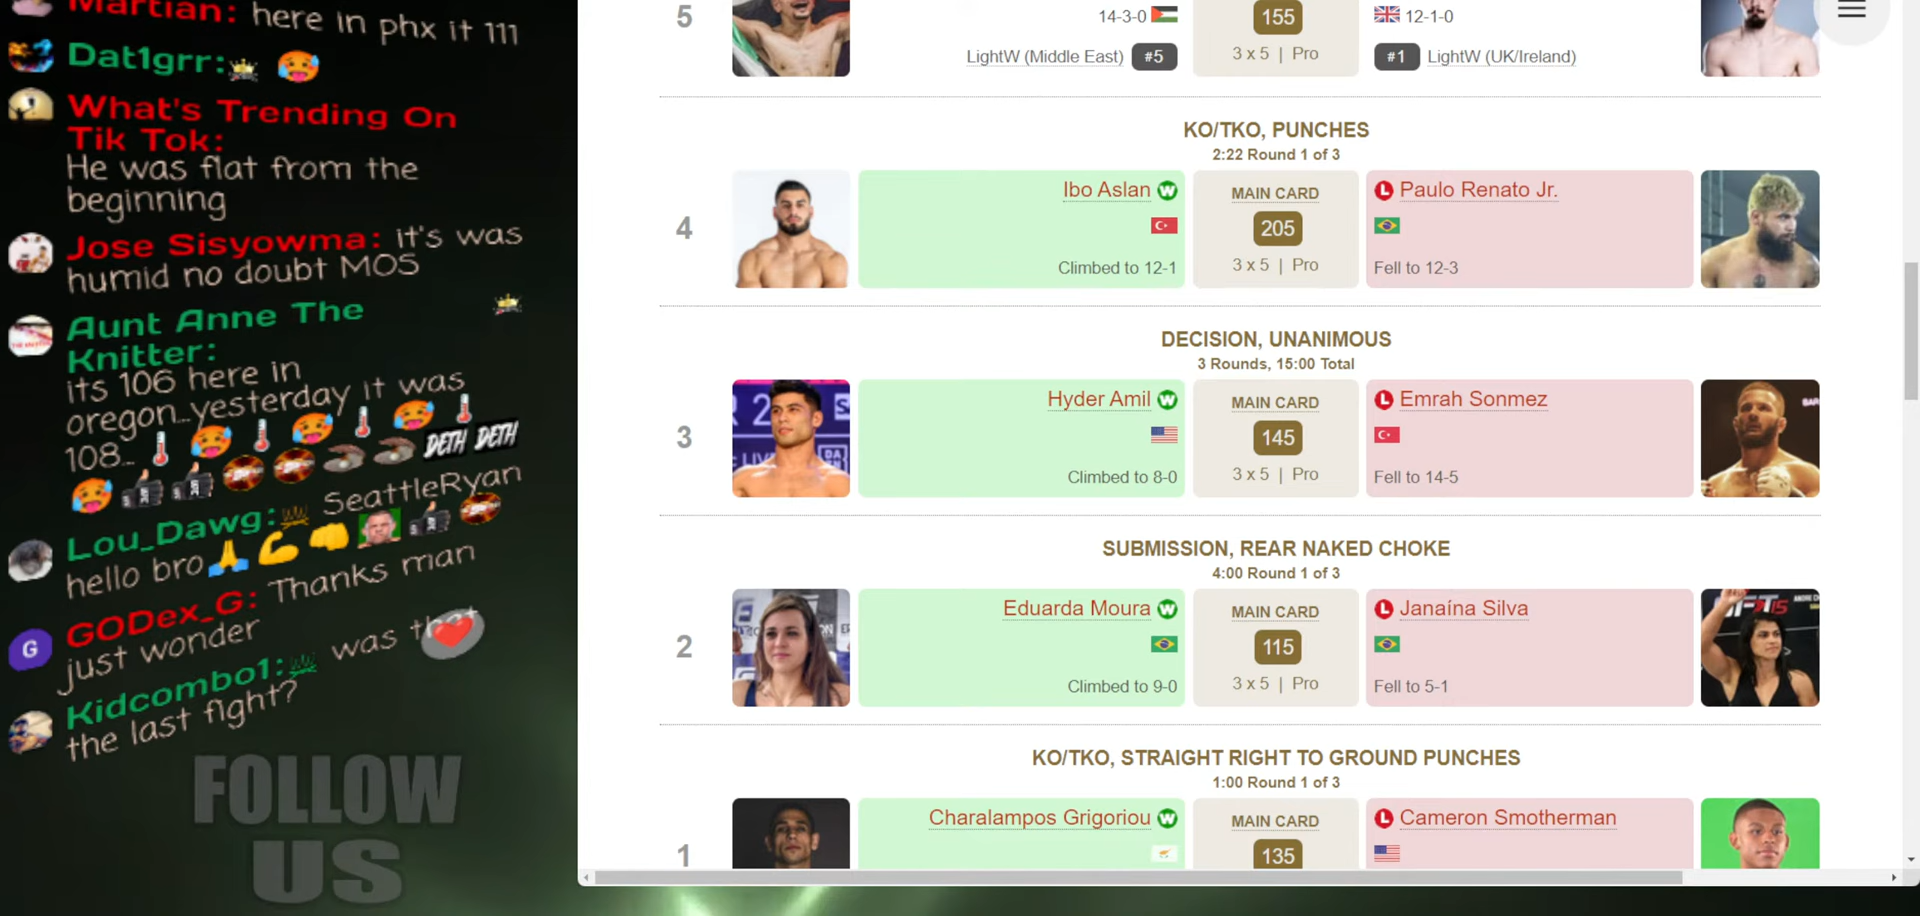 Martian: here in phx it 111
Dat1grr:
What's Trending On
Tik Tok:
He was flat from the
beginning
Jose Sisyowma: it's was
humid no doubt MOS
Aunt Anne The
Knitter:
its 106 here in
oregon..yesterday it was
108..
DETH DETH
Lou_Dawg: SeattleRyan
hello bro
GODex_G: Thanks man
just wonder
G
Kidcombo1: was that
the last fight?
FOLLOW
US
5
14-3-0
155
12-1-0
LightW (Middle East) #5
3 x 5 | Pro
#1 LightW (UK/Ireland)
KO/TKO, PUNCHES
2:22 Round 1 of 3
4
Ibo Aslan W
MAIN CARD
L Paulo Renato Jr.
205
Climbed to 12-1
3 x 5 | Pro
Fell to 12-3
DECISION, UNANIMOUS
3 Rounds, 15:00 Total
3
Hyder Amil W
MAIN CARD
L Emrah Sonmez
145
Climbed to 8-0
3 x 5 | Pro
Fell to 14-5
SUBMISSION, REAR NAKED CHOKE
4:00 Round 1 of 3
2
Eduarda Moura W
MAIN CARD
L Janaína Silva
115
Climbed to 9-0
3 x 5 | Pro
Fell to 5-1
KO/TKO, STRAIGHT RIGHT TO GROUND PUNCHES
1:00 Round 1 of 3
1
Charalampos Grigoriou W
MAIN CARD
L Cameron Smotherman
135